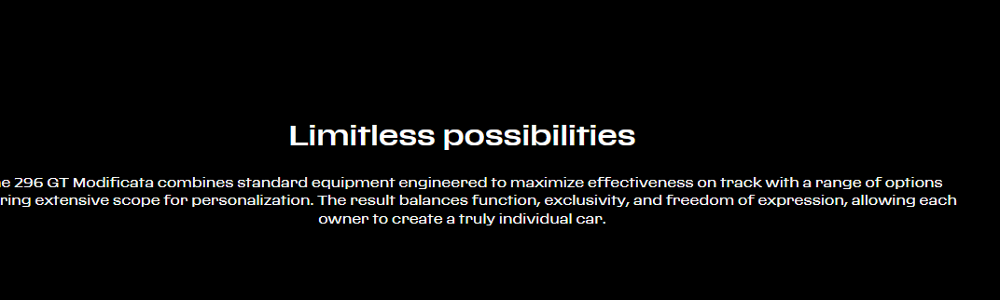 Limitless possibilities
296 GT Modificata combines standard equipment engineered to maximize effectiveness on track with a range of options
extensive scope for personalization. The result balances function, exclusivity, and freedom of expression, allowing each
owner to create a truly individual car.